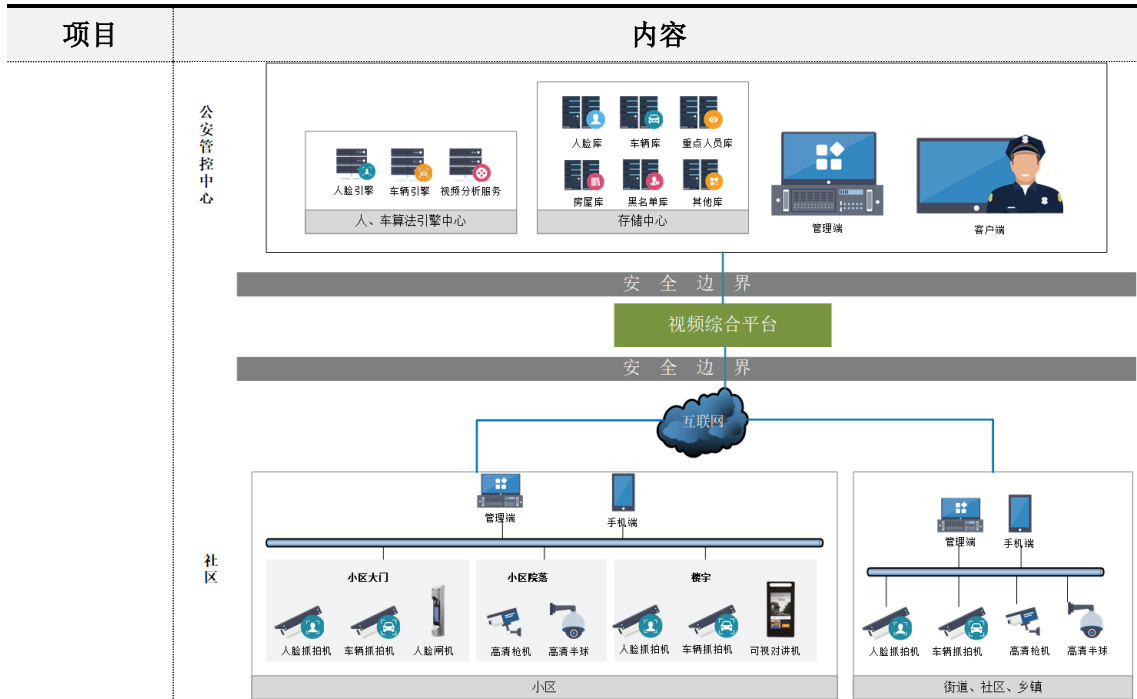 项目 内容
公安管控中心
人脸库 车辆库 重点人员库
人脸引擎 车辆引擎 视频分析服务
房屋库 黑名单库 其他库
人、车算法引擎中心
存储中心
管理端
客户端
安 全 边 界
视频综合平台
安 全 边 界
互联网
社区
管理端
手机端
小区大门 小区院落 楼宇
人脸抓拍机 车辆抓拍机 人脸闸机 高清枪机 高清半球 人脸抓拍机 车辆抓拍机 可视对讲机
小区
管理端 手机端
人脸抓拍机 车辆抓拍机 高清枪机 高清半球
街道、社区、乡镇